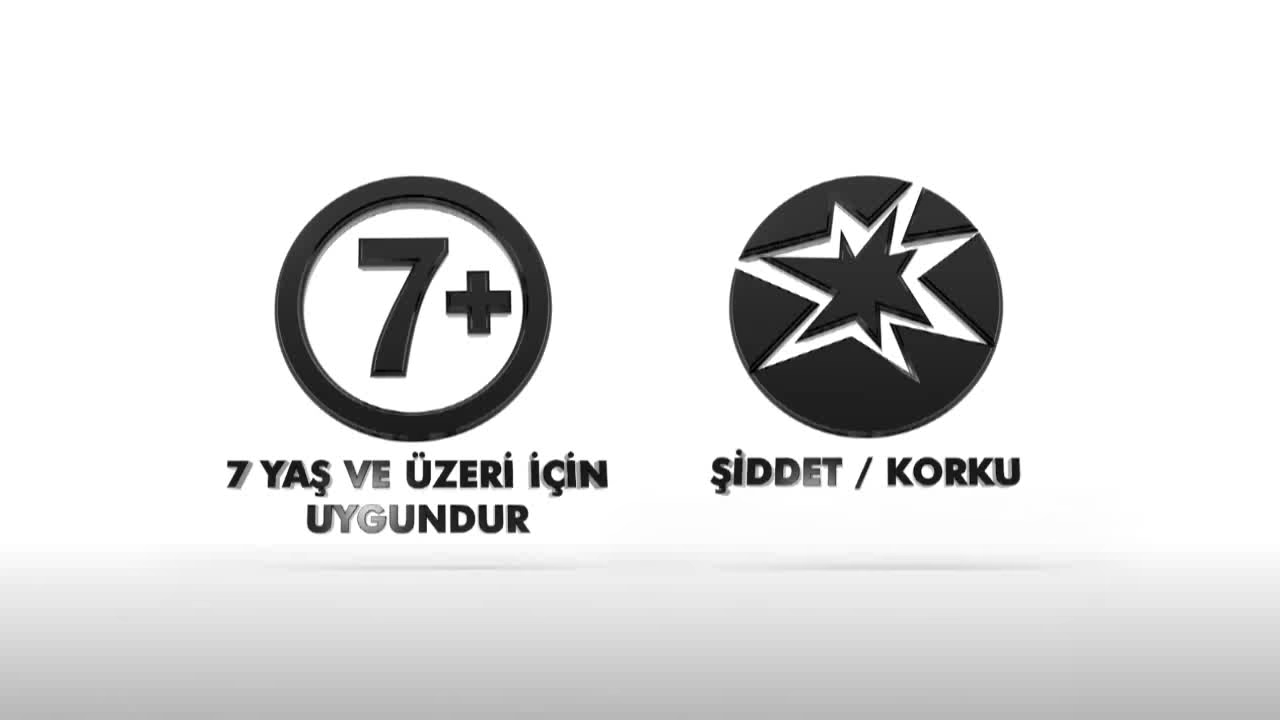 7+
7 YAŞ VE ÜZERİ İÇİN
UYGUNDUR
ŞİDDET / KORKU